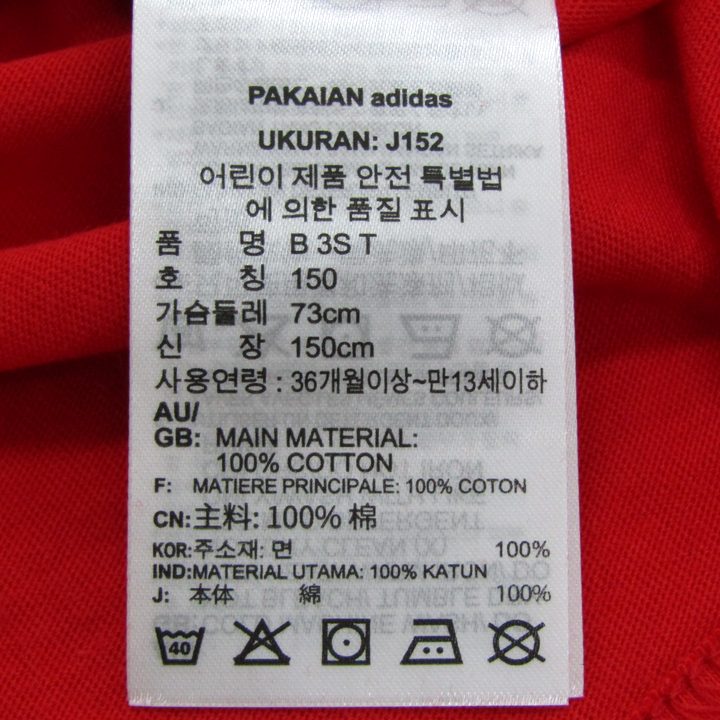 PAKAIAN adidas
UKURAN: J152
어린이 제품 안전 특별법
에 의한 품질 표시
품 명 B 3S T
호 칭 150
가슴둘레 73cm
신 장 150cm
사용연령 : 36개월이상~만13세이하
AU/
GB: MAIN MATERIAL:
100% COTTON
F: MATIERE PRINCIPALE: 100% COTON
CN:主料: 100% 棉
KOR:주소재: 면 100%
IND:MATERIAL UTAMA: 100% KATUN
J: 本体 綿 100%
40